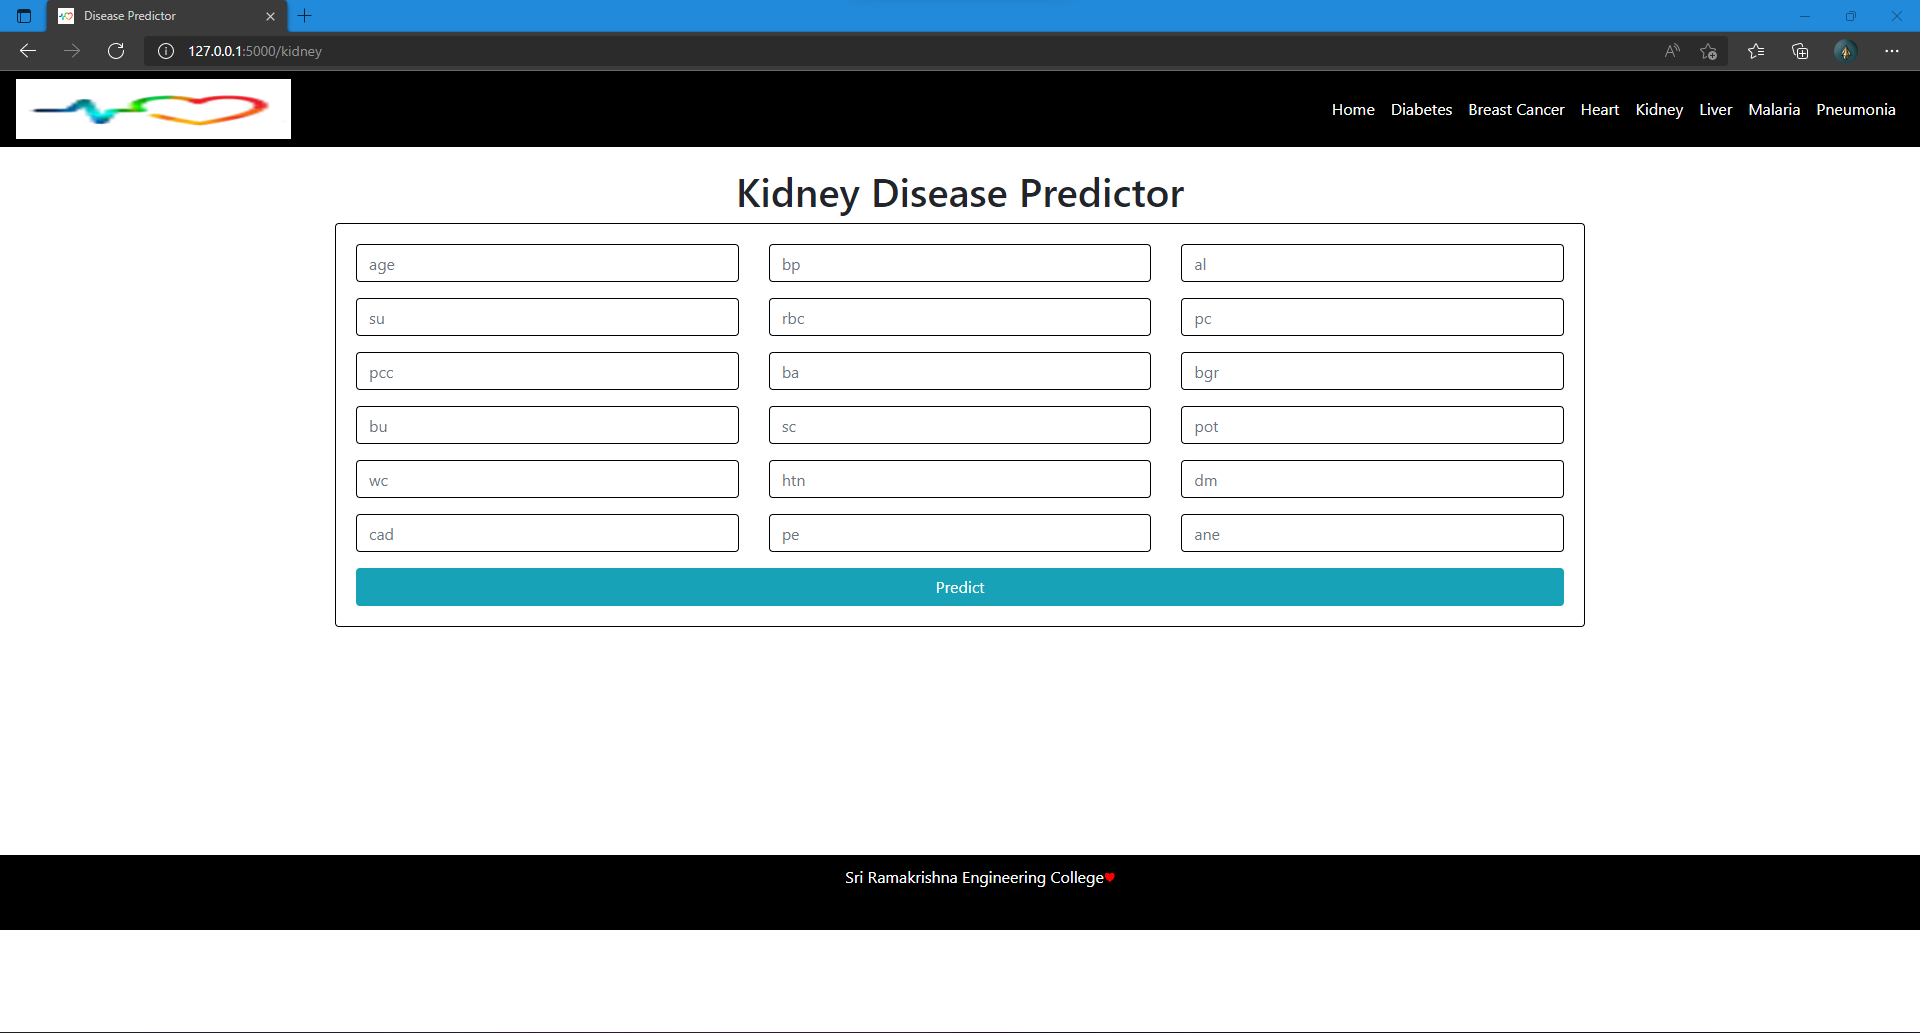 Disease Predictor
127.0.0.1:5000/kidney
Home Diabetes Breast Cancer Heart Kidney Liver Malaria Pneumonia
Kidney Disease Predictor
age bp al
su rbc pc
pcc ba bgr
bu sc pot
wc htn dm
cad pe ane
Predict
Sri Ramakrishna Engineering College♥